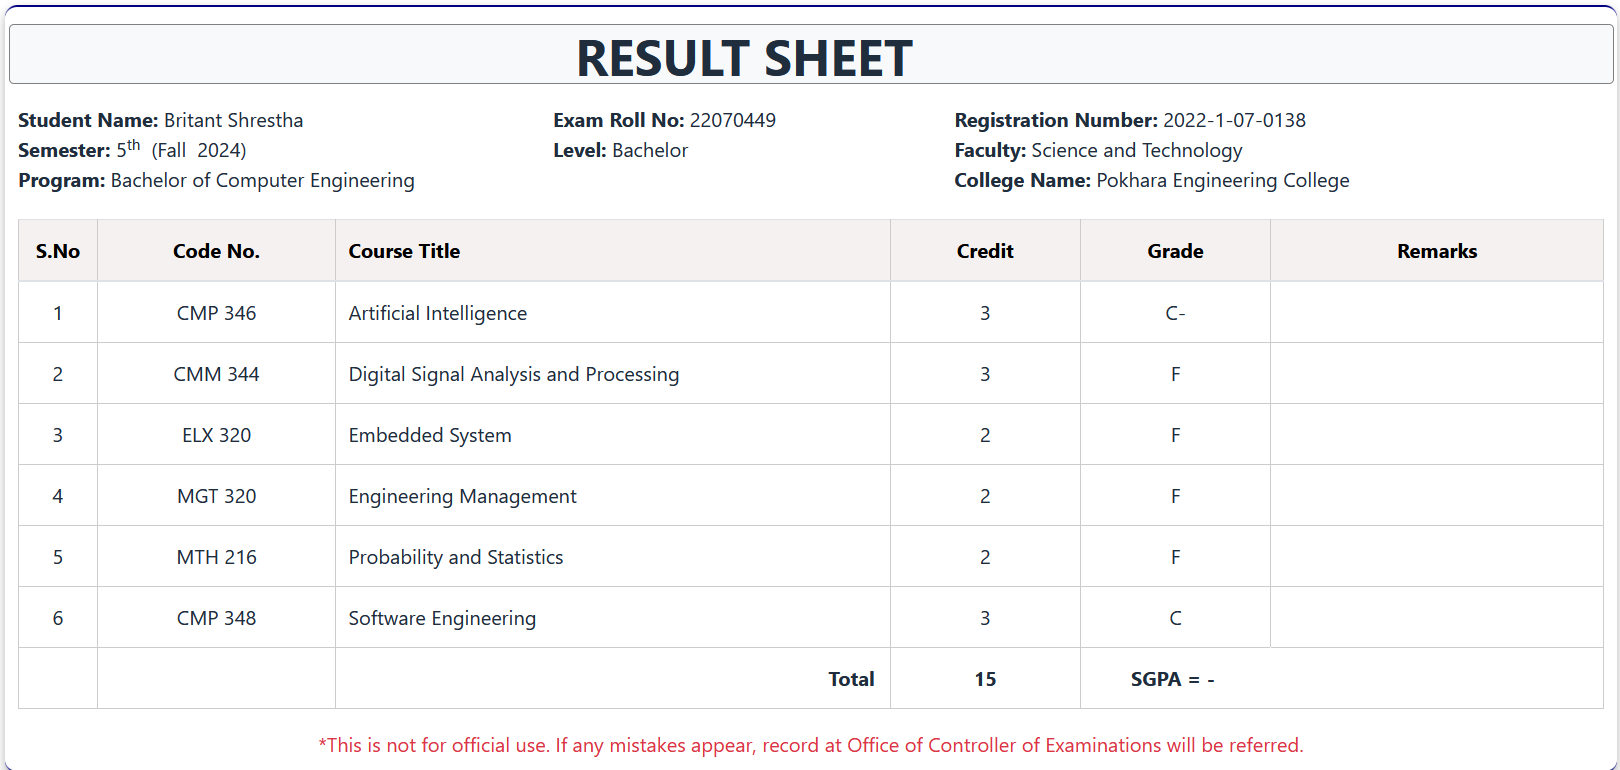 RESULT SHEET
Student Name: Britant Shrestha Exam Roll No: 22070449 Registration Number: 2022-1-07-0138
Semester: 5th (Fall 2024) Level: Bachelor Faculty: Science and Technology
Program: Bachelor of Computer Engineering College Name: Pokhara Engineering College
S.No Code No. Course Title Credit Grade Remarks
1 CMP 346 Artificial Intelligence 3 C-
2 CMM 344 Digital Signal Analysis and Processing 3 F
3 ELX 320 Embedded System 2 F
4 MGT 320 Engineering Management 2 F
5 MTH 216 Probability and Statistics 2 F
6 CMP 348 Software Engineering 3 C
Total 15 SGPA = -
*This is not for official use. If any mistakes appear, record at Office of Controller of Examinations will be referred.